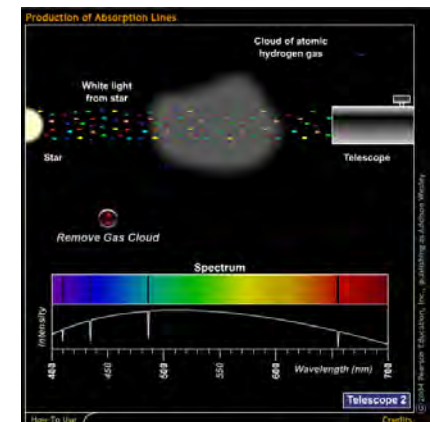 Production of Absorption Lines
Cloud of atomic
hydrogen gas
White light
from star
Star
Telescope
Remove Gas Cloud
Spectrum
Intensity
400
450
500
550
600
650
700
Wavelength (nm)
Telescope 2
How To Use
Credits
© 2004 Pearson Education, Inc., publishing as Addison Wesley